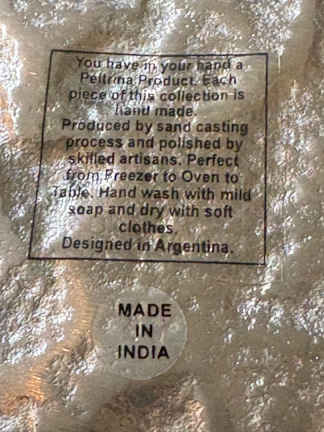 You have in your hand a
Peltrina Product. Each
piece of this collection is
hand made.
Produced by sand casting
process and polished by
skilled artisans. Perfect
from Freezer to Oven to
Table. Hand wash with mild
soap and dry with soft
clothes.
Designed in Argentina.
MADE
IN
INDIA